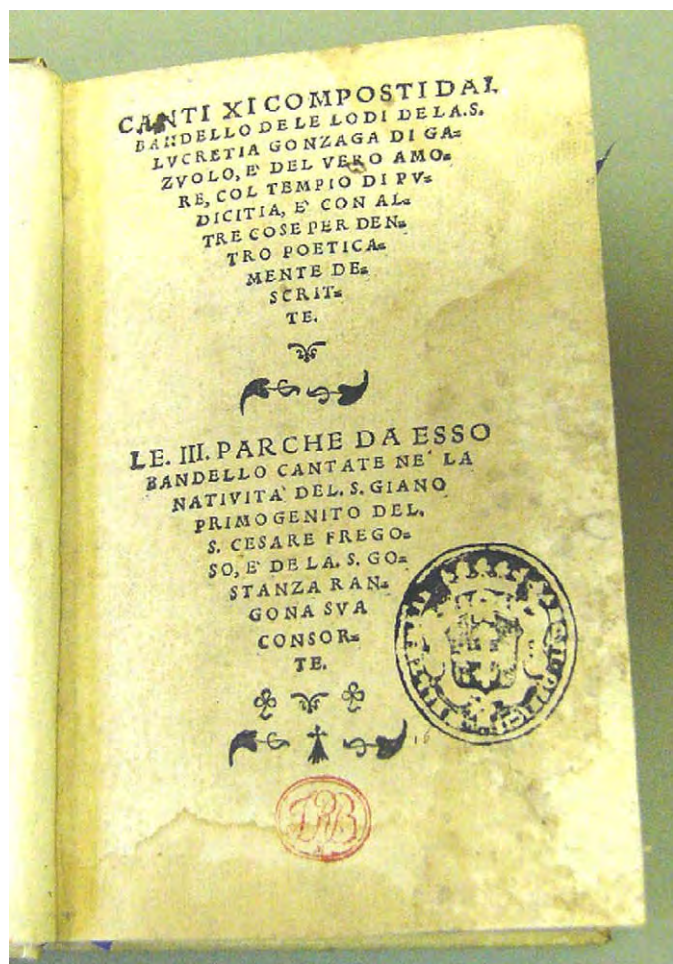 CANTI XI COMPOSTI DAL
BANDELLO DE LE LODI DE LA. S.
LVCRETIA GONZAGA DI GA=
ZVOLO, E' DEL VERO AMO=
RE, COL TEMPIO DI PV=
DICITIA, E' CON AL=
TRE COSE PER DEN=
TRO POETICA=
MENTE DE=
SCRIT=
TE.
LE. III. PARCHE DA ESSO
BANDELLO CANTATE NE' LA
NATIVITA' DEL. S. GIANO
PRIMOGENITO DEL.
S. CESARE FREGO=
SO, E' DE LA. S. GO=
STANZA RAN=
GONA SVA
CONSOR=
TE.